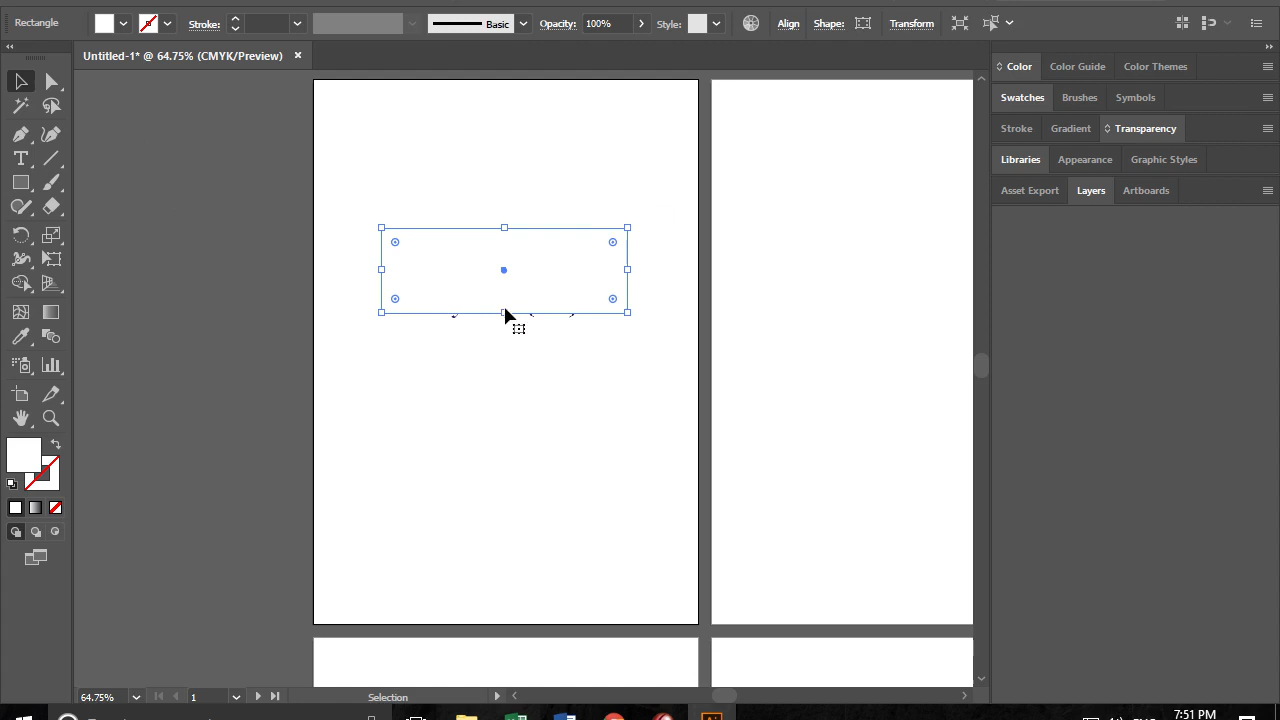 Rectangle Stroke: Basic Opacity: 100% Style: Align Shape: Transform
Untitled-1* @ 64.75% (CMYK/Preview) ×
Color Color Guide Color Themes
Swatches Brushes Symbols
Stroke Gradient Transparency
Libraries Appearance Graphic Styles
Asset Export Layers Artboards
64.75% 1 Selection
7:51 PM